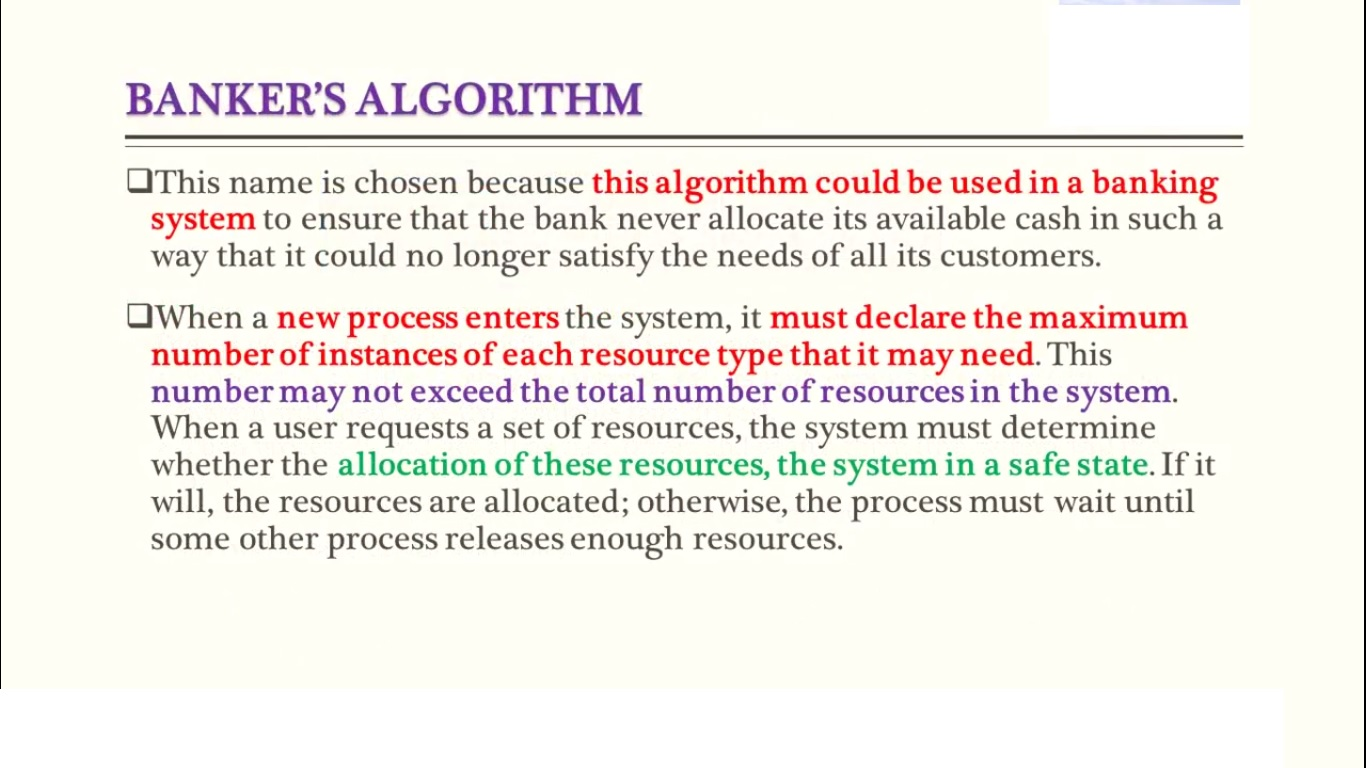 BANKER’S ALGORITHM
❑This name is chosen because this algorithm could be used in a banking
system to ensure that the bank never allocate its available cash in such a
way that it could no longer satisfy the needs of all its customers.
❑When a new process enters the system, it must declare the maximum
number of instances of each resource type that it may need. This
number may not exceed the total number of resources in the system.
When a user requests a set of resources, the system must determine
whether the allocation of these resources, the system in a safe state. If it
will, the resources are allocated; otherwise, the process must wait until
some other process releases enough resources.